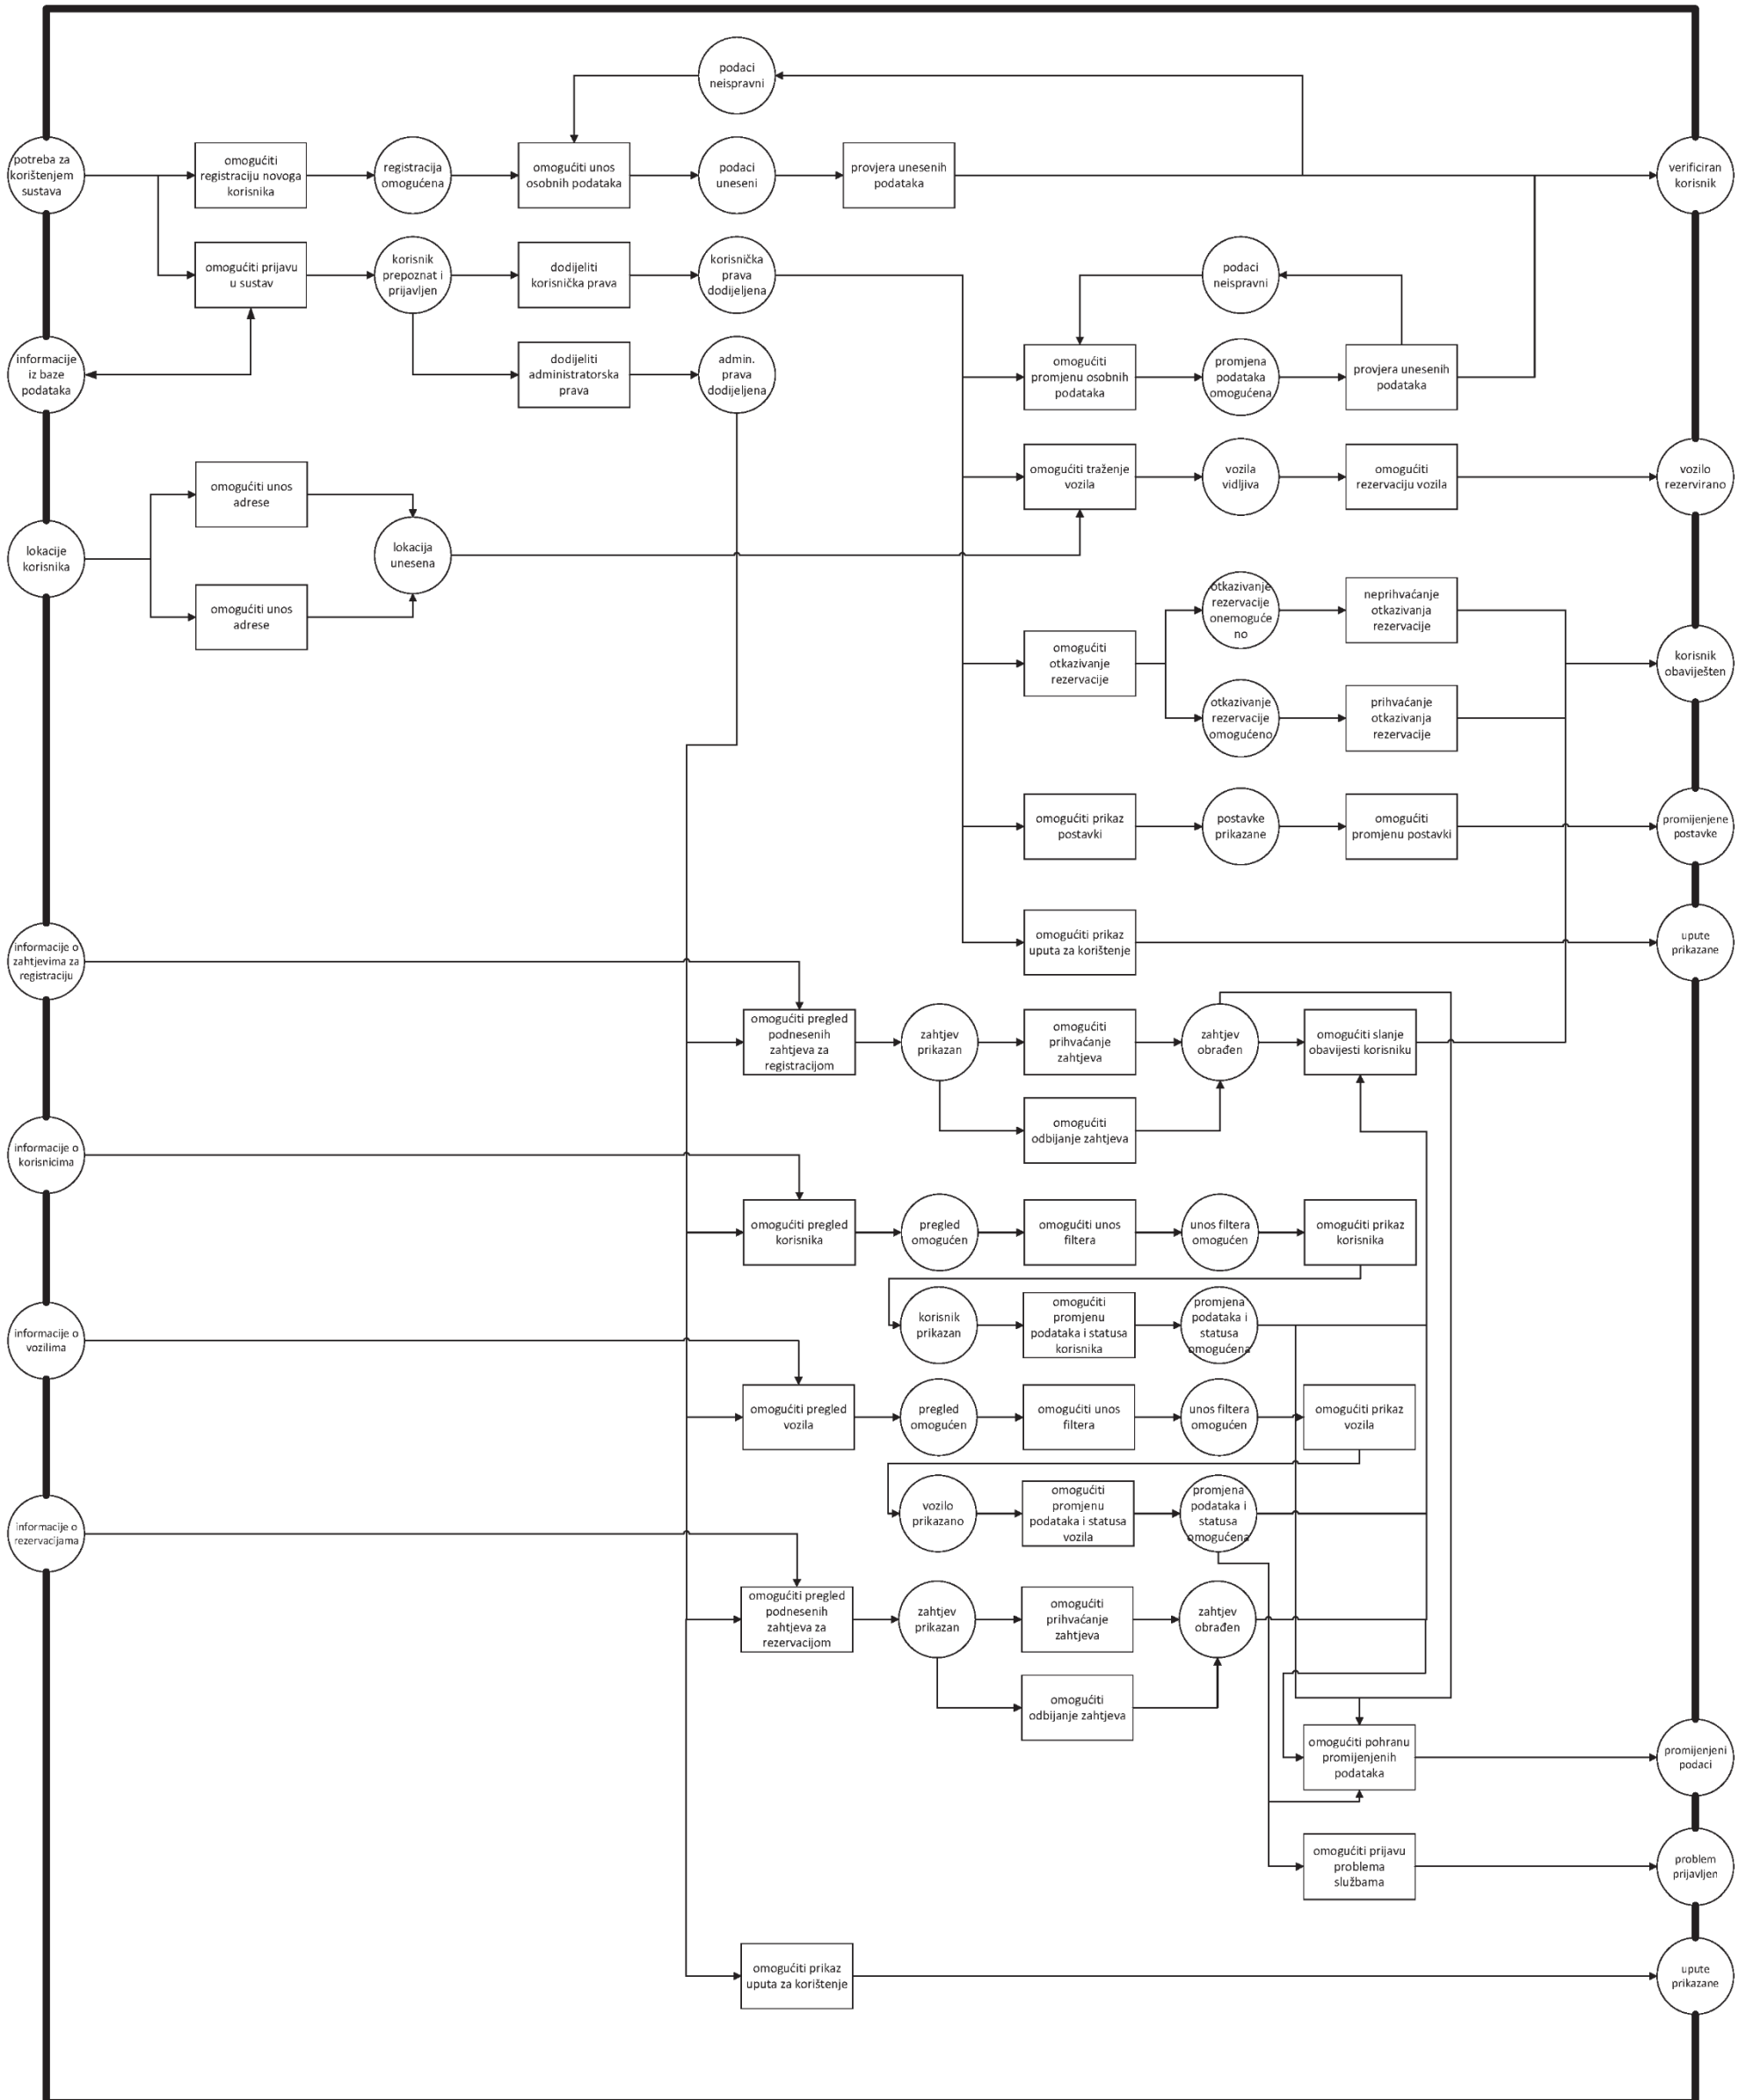 podaci
neispravni
potreba za
korištenjem
sustava
omogućiti
registraciju novoga
korisnika
registracija
omogućena
omogućiti unos
osobnih podataka
podaci
uneseni
provjera unesenih
podataka
verificiran
korisnik
omogućiti prijavu
u sustav
korisnik
prepoznat i
prijavljen
dodijeliti
korisnička prava
korisnička
prava
dodijeljena
podaci
neispravni
informacije
iz baze
podataka
dodijeliti
administratorska
prava
admin.
prava
dodijeljena
omogućiti
promjenu osobnih
podataka
promjena
podataka
omogućena
provjera unesenih
podataka
omogućiti unos
adrese
omogućiti traženje
vozila
vozila
vidljiva
omogućiti
rezervaciju vozila
vozilo
rezervirano
lokacije
korisnika
lokacija
unesena
omogućiti unos
adrese
otkazivanje
rezervacije
onemoguće
no
neprihvaćanje
otkazivanja
rezervacije
omogućiti
otkazivanje
rezervacije
korisnik
obaviješten
otkazivanje
rezervacije
omogućeno
prihvaćanje
otkazivanja
rezervacije
omogućiti prikaz
postavki
postavke
prikazane
omogućiti
promjenu postavki
promijenjene
postavke
informacije o
zahtjevima za
registraciju
omogućiti prikaz
uputa za korištenje
upute
prikazane
omogućiti pregled
podnesenih
zahtjeva za
registracijom
zahtjev
prikazan
omogućiti
prihvaćanje
zahtjeva
zahtjev
obrađen
omogućiti slanje
obavijesti korisniku
omogućiti
odbijanje zahtjeva
informacije o
korisnicima
omogućiti pregled
korisnika
pregled
omogućen
omogućiti unos
filtera
unos filtera
omogućen
omogućiti prikaz
korisnika
korisnik
prikazan
omogućiti
promjenu
podataka i statusa
korisnika
promjena
podataka i
statusa
omogućena
informacije o
vozilima
omogućiti pregled
vozila
pregled
omogućen
omogućiti unos
filtera
unos filtera
omogućen
omogućiti prikaz
vozila
vozilo
prikazano
omogućiti
promjenu
podataka i statusa
vozila
promjena
podataka i
statusa
omogućena
informacije o
rezervacijama
omogućiti pregled
podnesenih
zahtjeva za
rezervacijom
zahtjev
prikazan
omogućiti
prihvaćanje
zahtjeva
zahtjev
obrađen
omogućiti
odbijanje zahtjeva
omogućiti pohranu
promijenjenih
podataka
promijenjeni
podaci
omogućiti prijavu
problema
službama
problem
prijavljen
omogućiti prikaz
uputa za korištenje
upute
prikazane